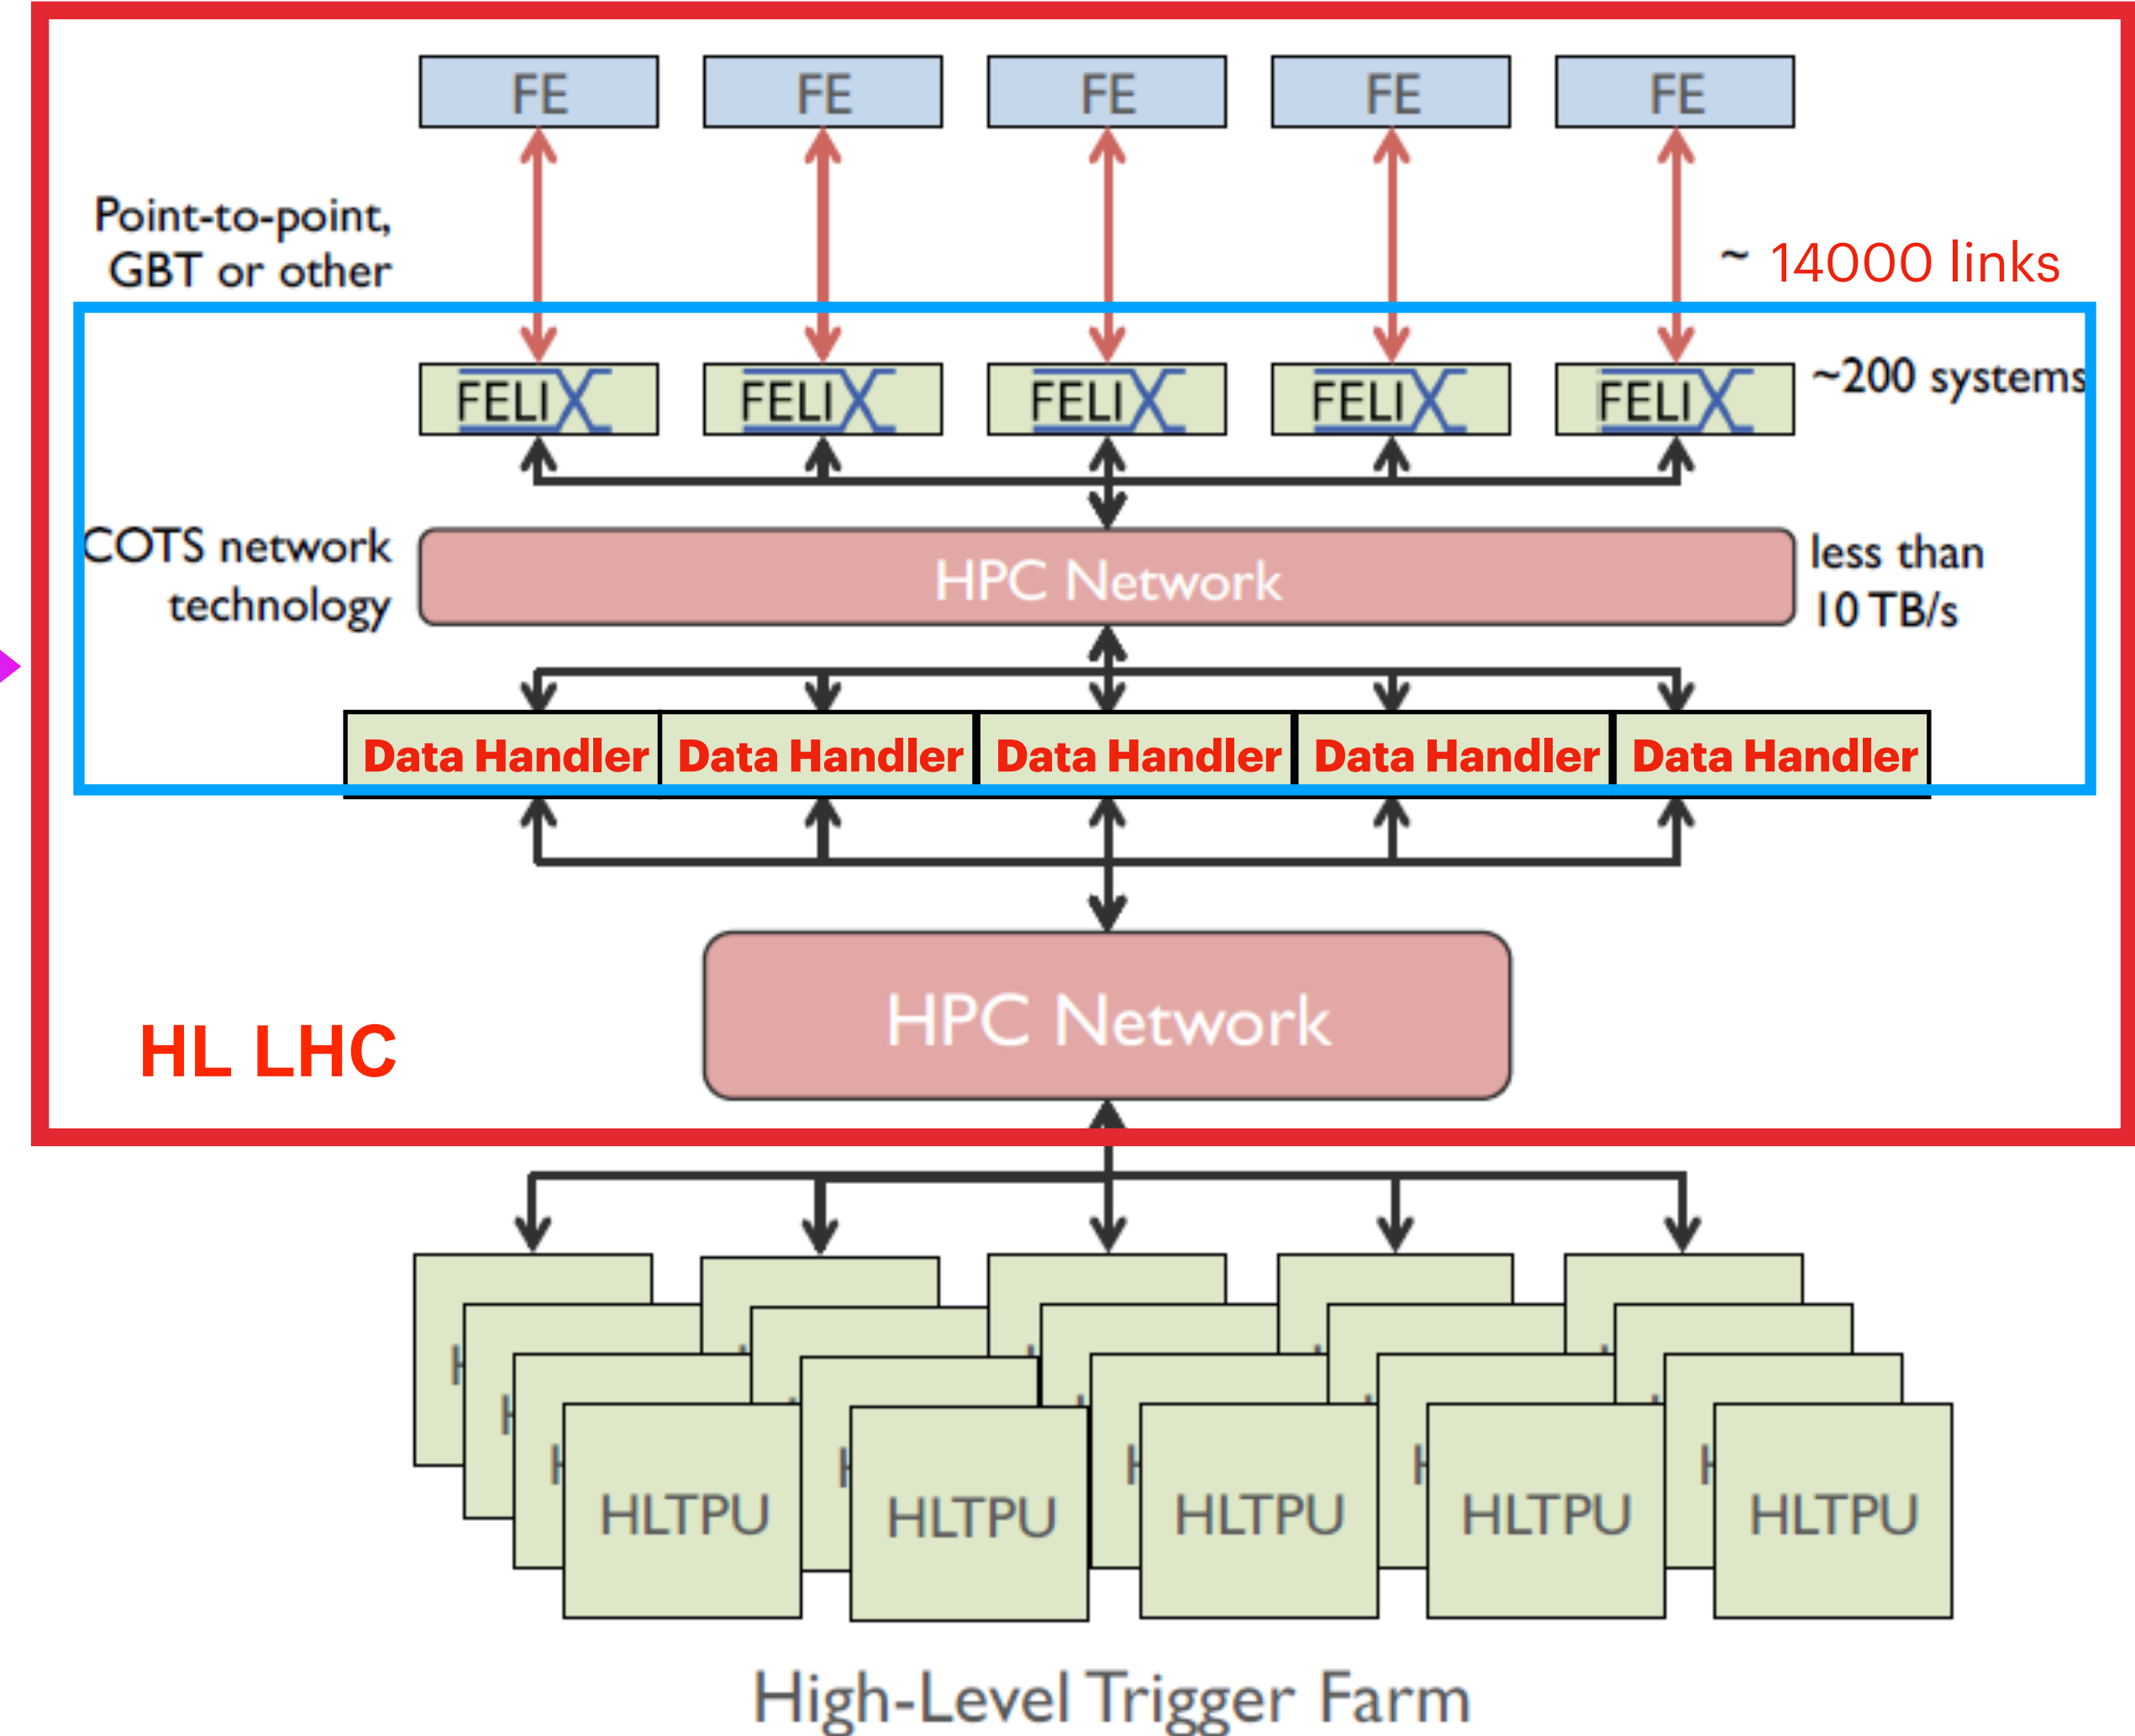 FE FE FE FE FE
Point-to-point,
GBT or other
~ 14000 links
FELIX FELIX FELIX FELIX FELIX
~200 systems
COTS network
technology
HPC Network
less than
10 TB/s
Data Handler Data Handler Data Handler Data Handler Data Handler
HPC Network
HL LHC
HLTPU HLTPU HLTPU HLTPU HLTPU
High-Level Trigger Farm